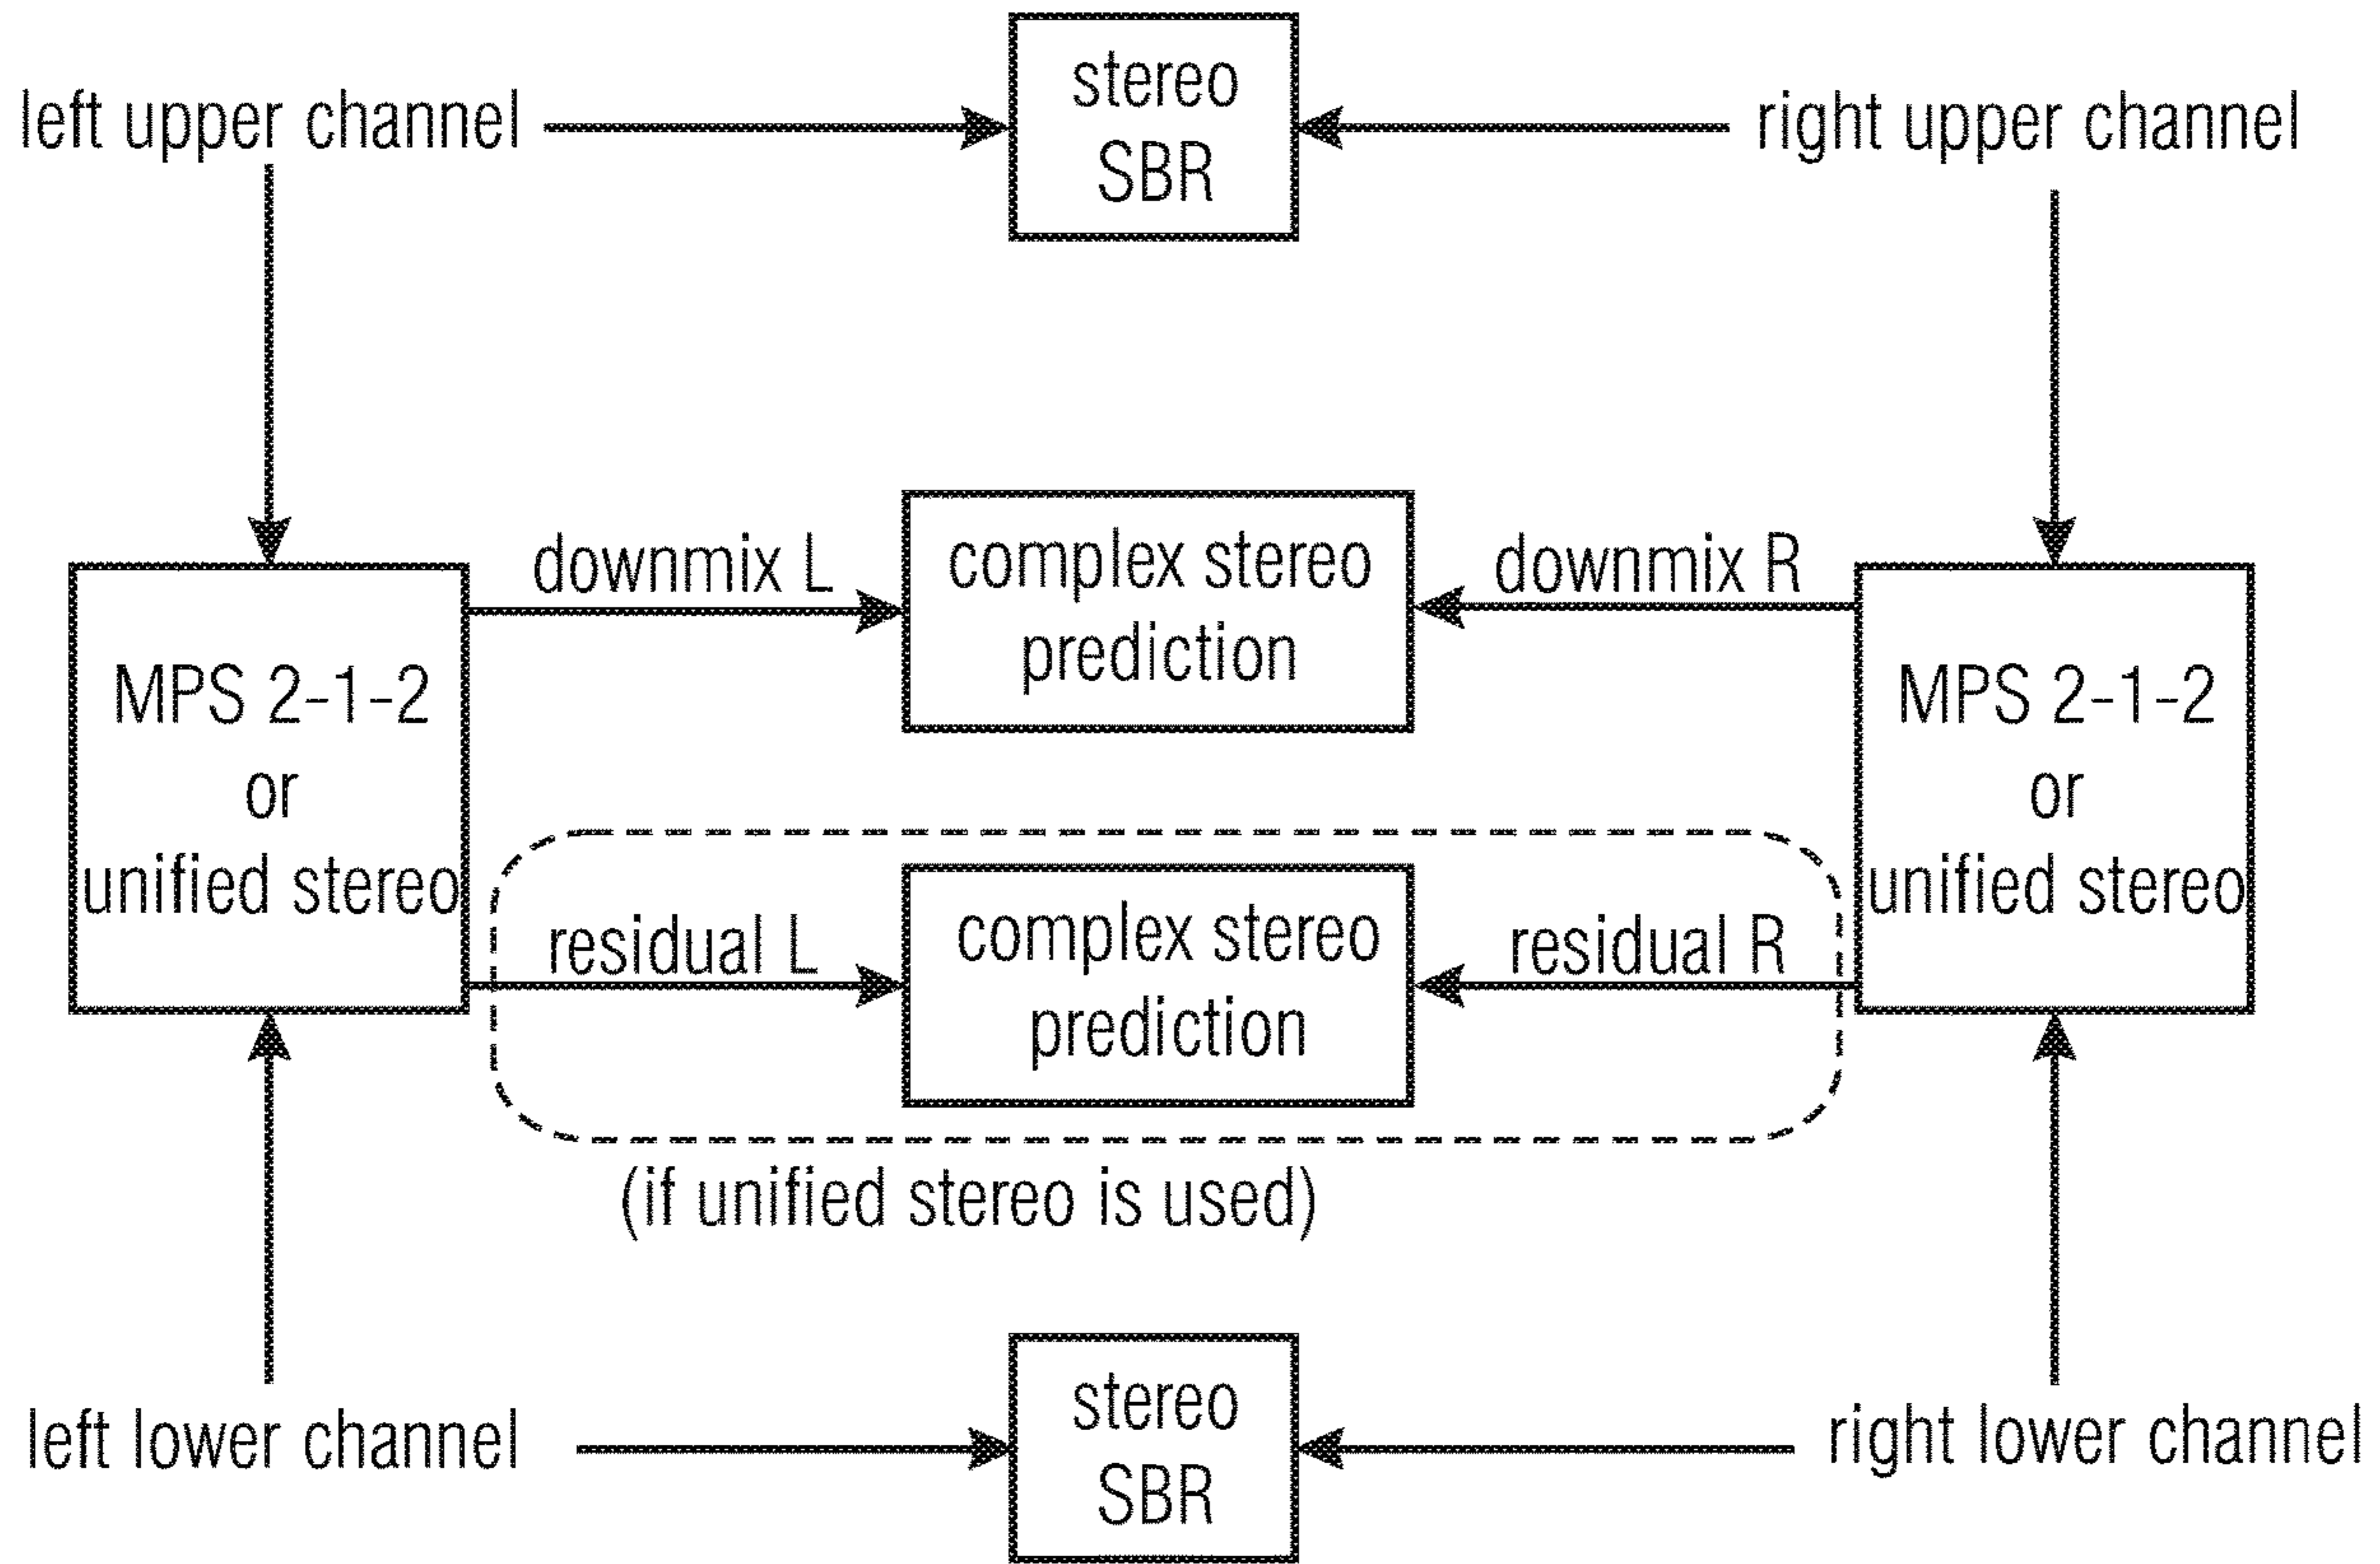 left upper channel
stereo
SBR
right upper channel
MPS 2-1-2
or
unified stereo
downmix L
complex stereo
prediction
downmix R
residual L
complex stereo
prediction
residual R
(if unified stereo is used)
MPS 2-1-2
or
unified stereo
left lower channel
stereo
SBR
right lower channel